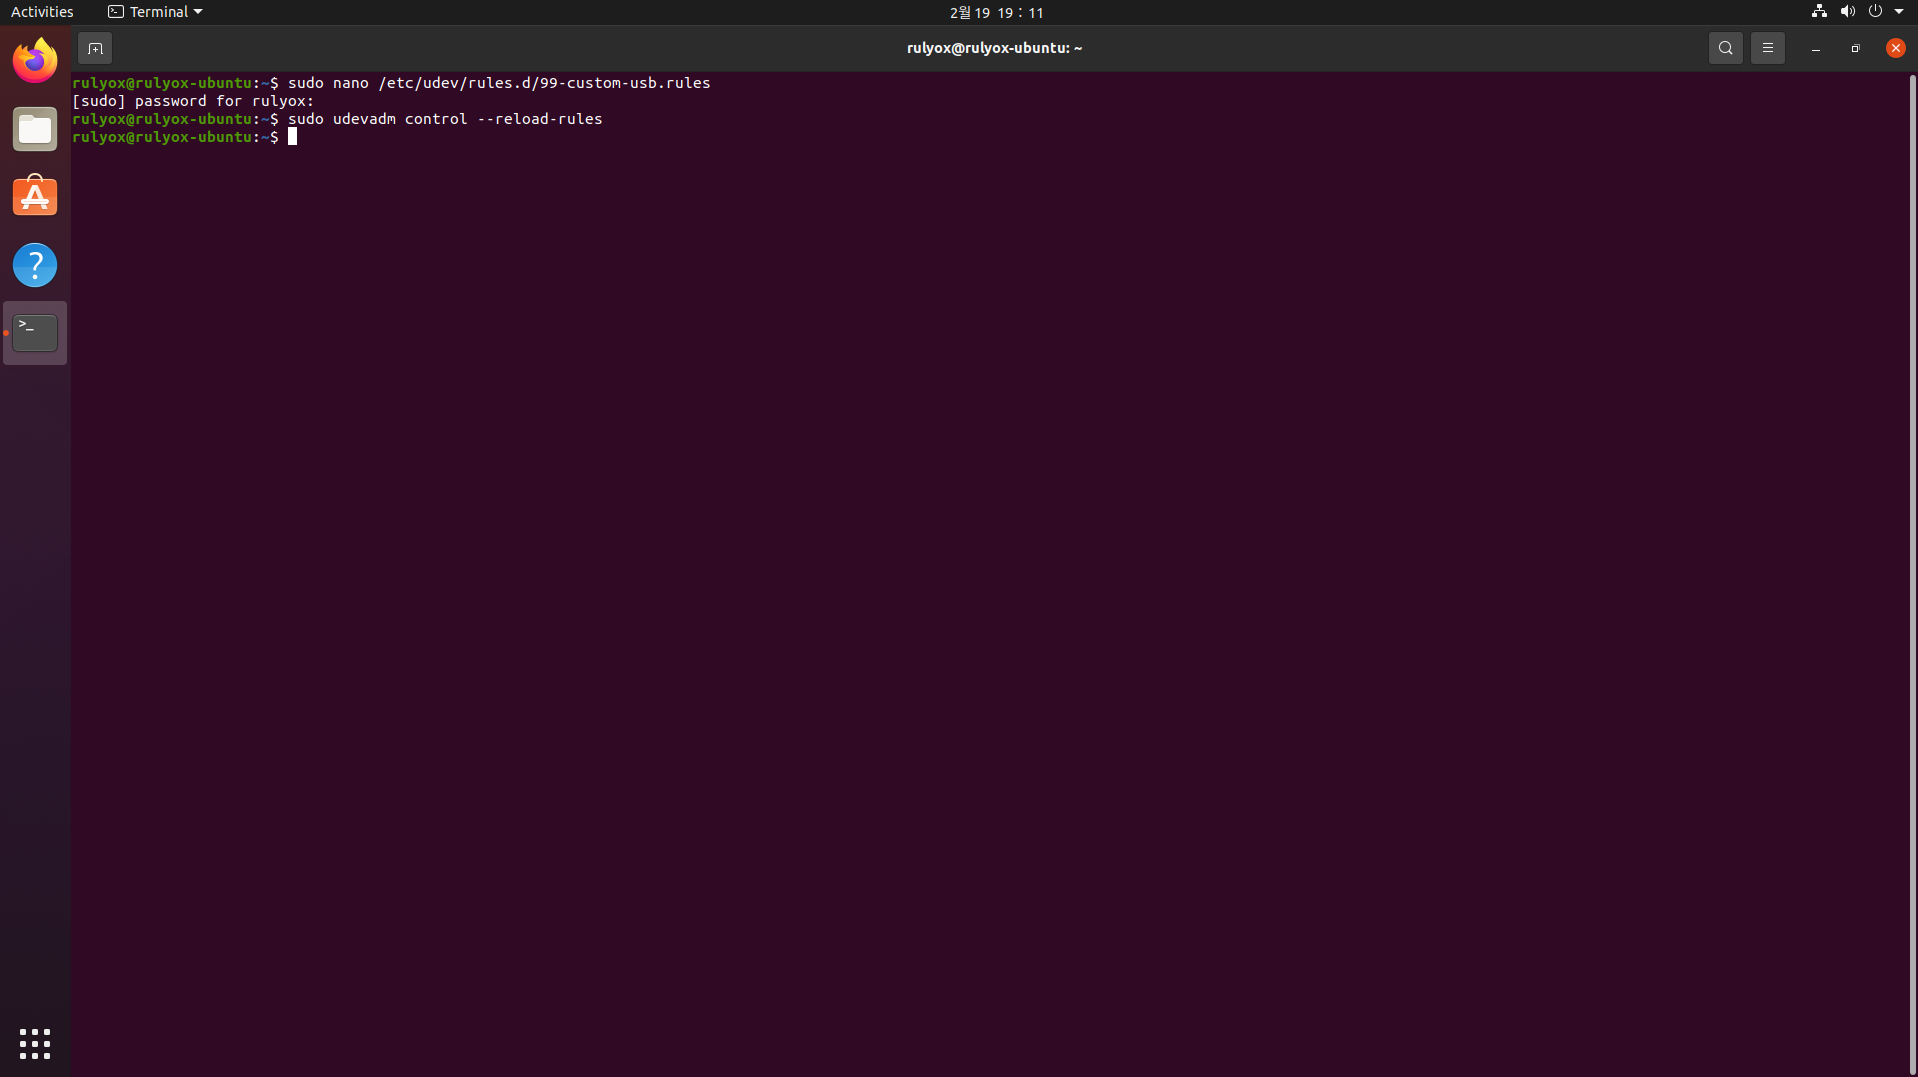 Activities
Terminal
2월 19 19 : 11
rulyox@rulyox-ubuntu: ~
rulyox@rulyox-ubuntu:~$ sudo nano /etc/udev/rules.d/99-custom-usb.rules
[sudo] password for rulyox:
rulyox@rulyox-ubuntu:~$ sudo udevadm control --reload-rules
rulyox@rulyox-ubuntu:~$